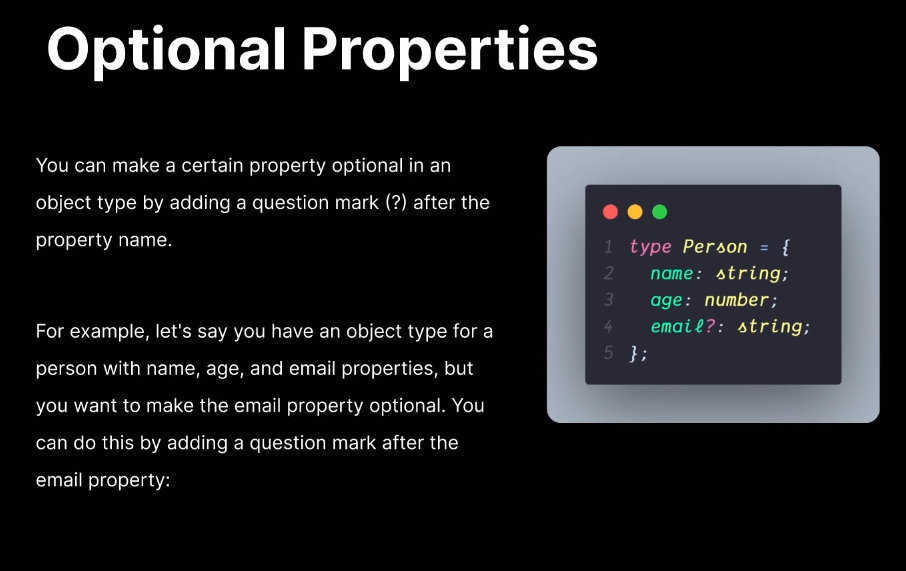 Optional Properties
You can make a certain property optional in an
object type by adding a question mark (?) after the
property name.
For example, let's say you have an object type for a
person with name, age, and email properties, but
you want to make the email property optional. You
can do this by adding a question mark after the
email property:
1 type Person = {
2 name: string;
3 age: number;
4 email?: string;
5 };